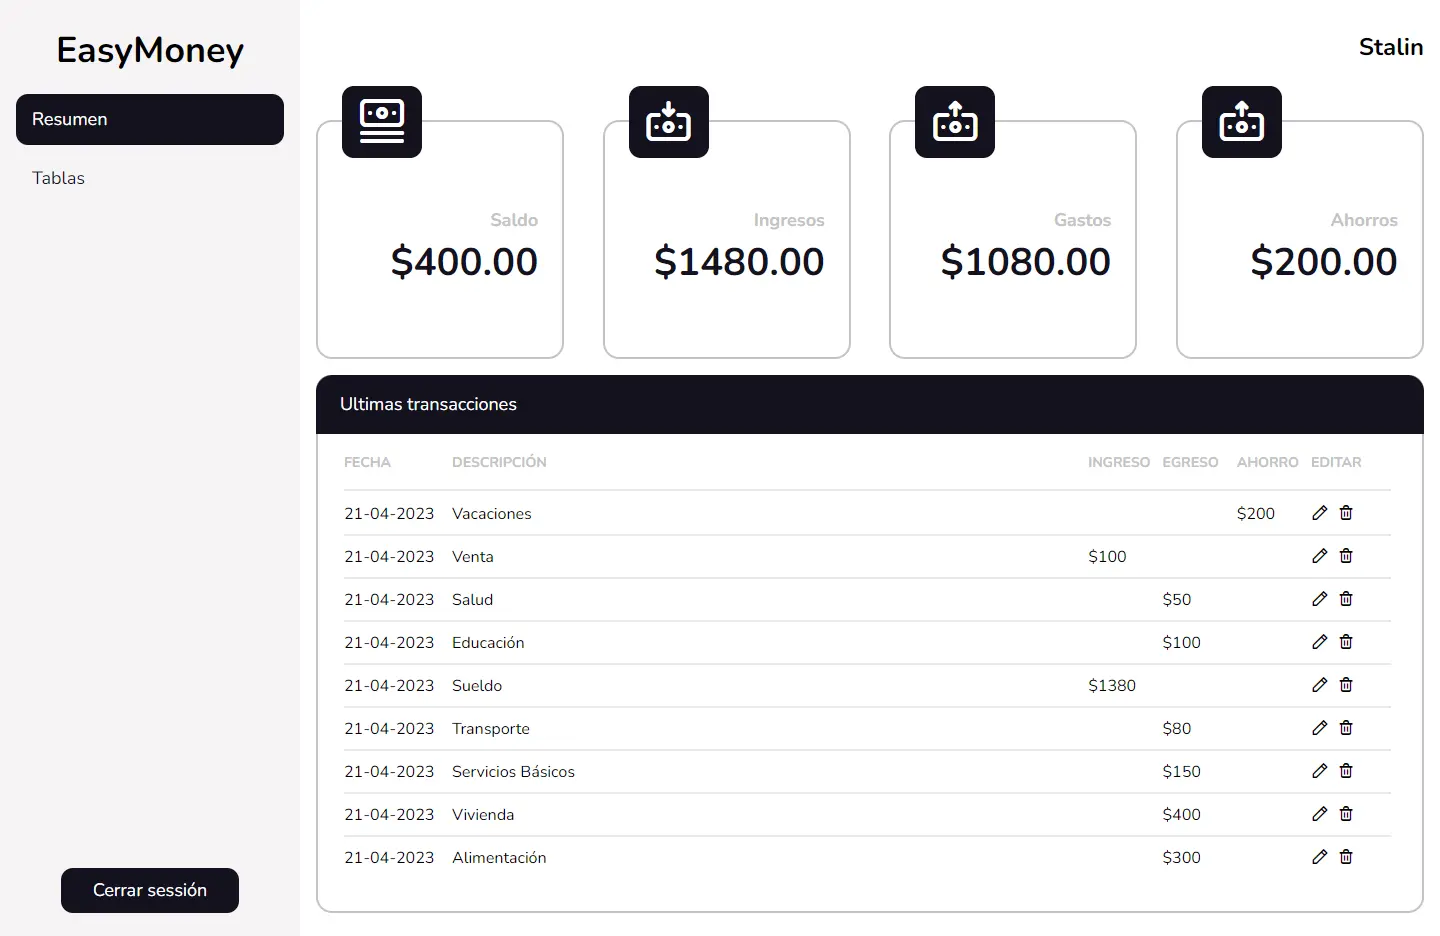 EasyMoney
Resumen
Tablas
Cerrar sessión
Stalin
Saldo
$400.00
Ingresos
$1480.00
Gastos
$1080.00
Ahorros
$200.00
Ultimas transacciones
FECHA DESCRIPCIÓN INGRESO EGRESO AHORRO EDITAR
21-04-2023 Vacaciones $200
21-04-2023 Venta $100
21-04-2023 Salud $50
21-04-2023 Educación $100
21-04-2023 Sueldo $1380
21-04-2023 Transporte $80
21-04-2023 Servicios Básicos $150
21-04-2023 Vivienda $400
21-04-2023 Alimentación $300